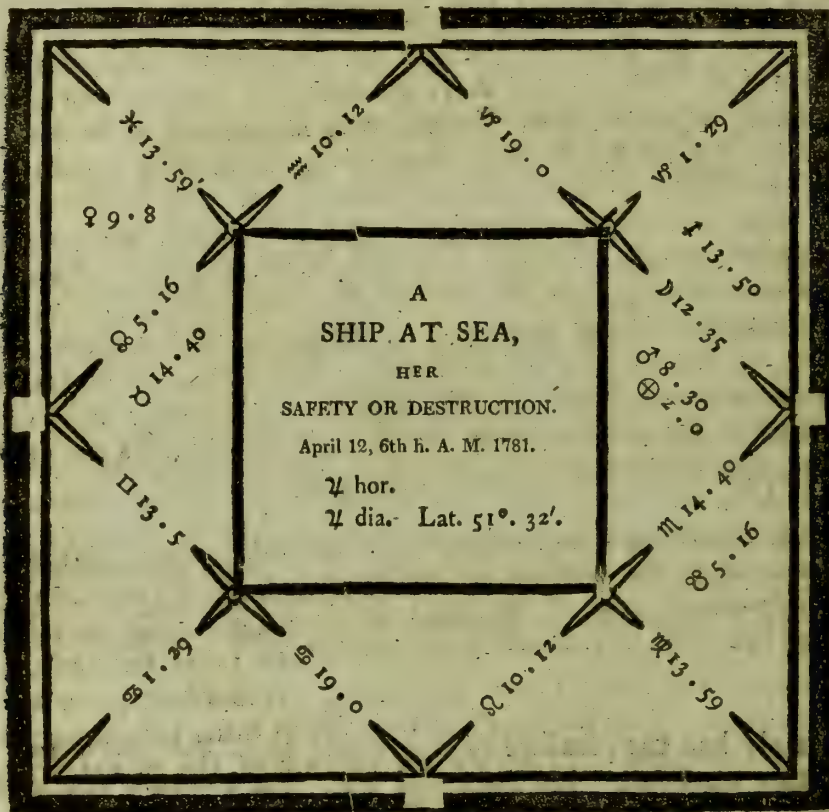 ♓ 13.59
♒ 10.12
♑ 19.0
♑ 1.29
♀ 9.8
♐ 13.50
☽ 12.35
☊ 5.16
♉ 14.40
♂ 8.30
⊗ 2.0
A
SHIP AT SEA,
HER
SAFETY OR DESTRUCTION.
April 12, 6th h. A. M. 1781.
♃ hor.
♃ dia. Lat. 51°. 32′.
♊ 13.5
♏ 14.40
☋ 5.16
♋ 1.29
♋ 19.0
♌ 10.12
♍ 13.59